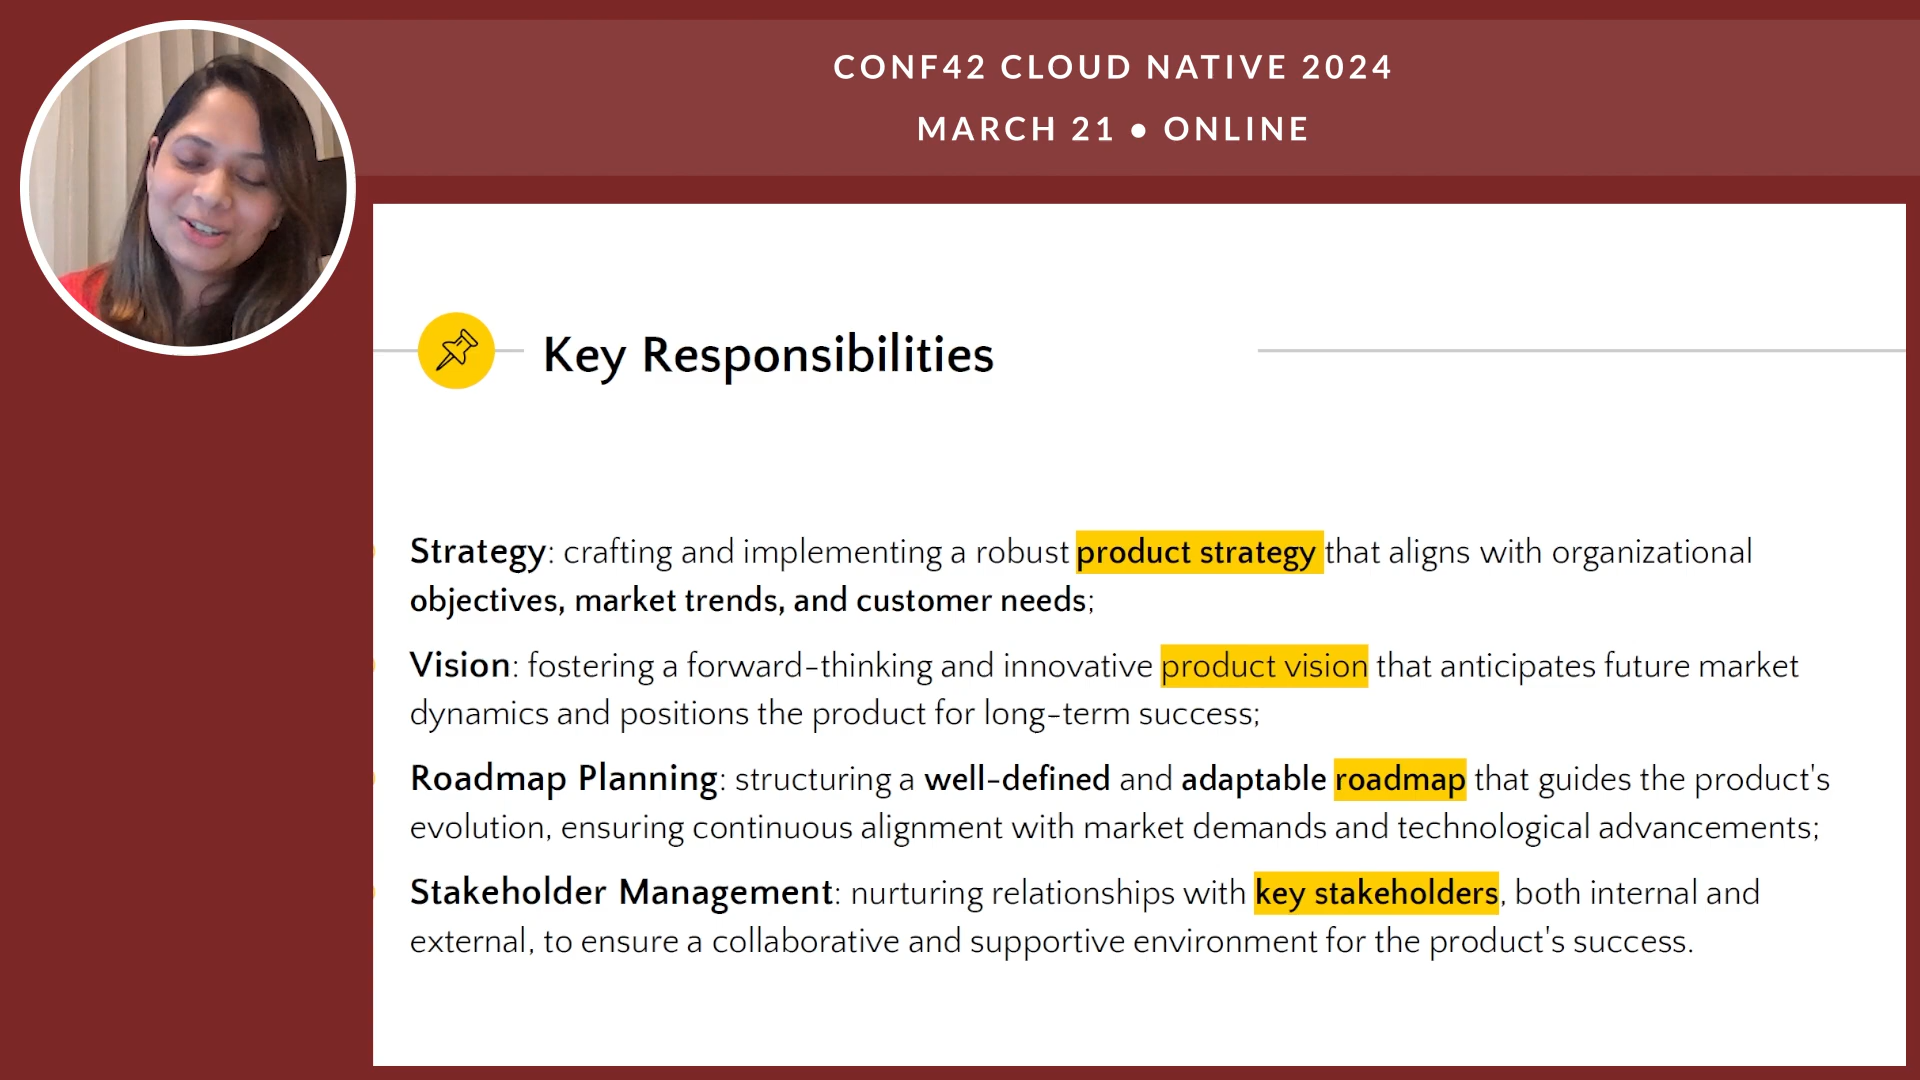 CONF42 CLOUD NATIVE 2024
MARCH 21 • ONLINE
Key Responsibilities
Strategy: crafting and implementing a robust product strategy that aligns with organizational
objectives, market trends, and customer needs;
Vision: fostering a forward-thinking and innovative product vision that anticipates future market
dynamics and positions the product for long-term success;
Roadmap Planning: structuring a well-defined and adaptable roadmap that guides the product's
evolution, ensuring continuous alignment with market demands and technological advancements;
Stakeholder Management: nurturing relationships with key stakeholders, both internal and
external, to ensure a collaborative and supportive environment for the product's success.